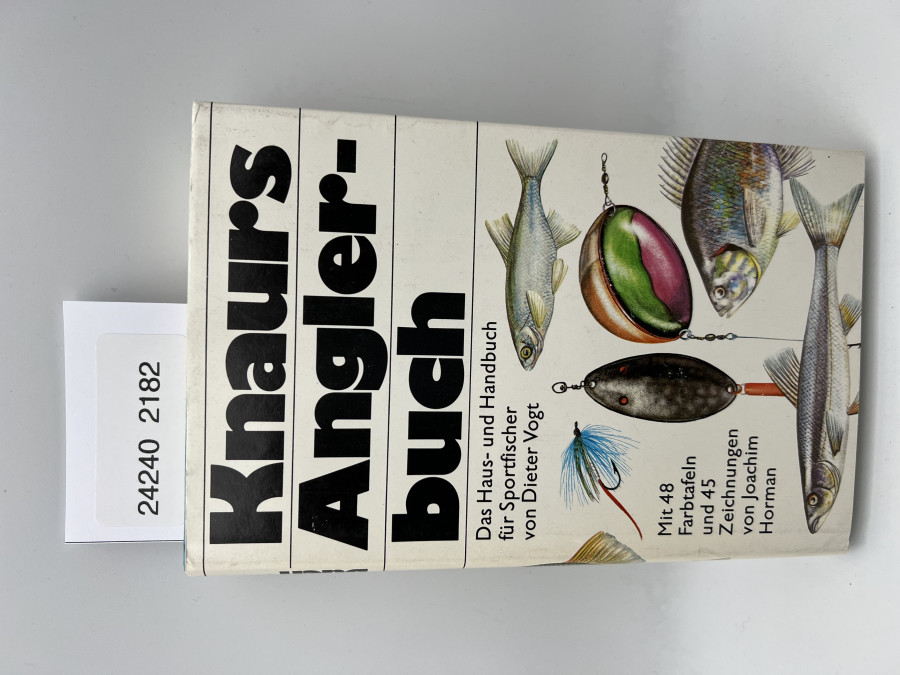 24240 2182
Knaurs
Angler-
buch
Das Haus- und Handbuch
für Sportfischer
von Dieter Vogt
Mit 48
Farbtafeln
und 45
Zeichnungen
von Joachim
Horman